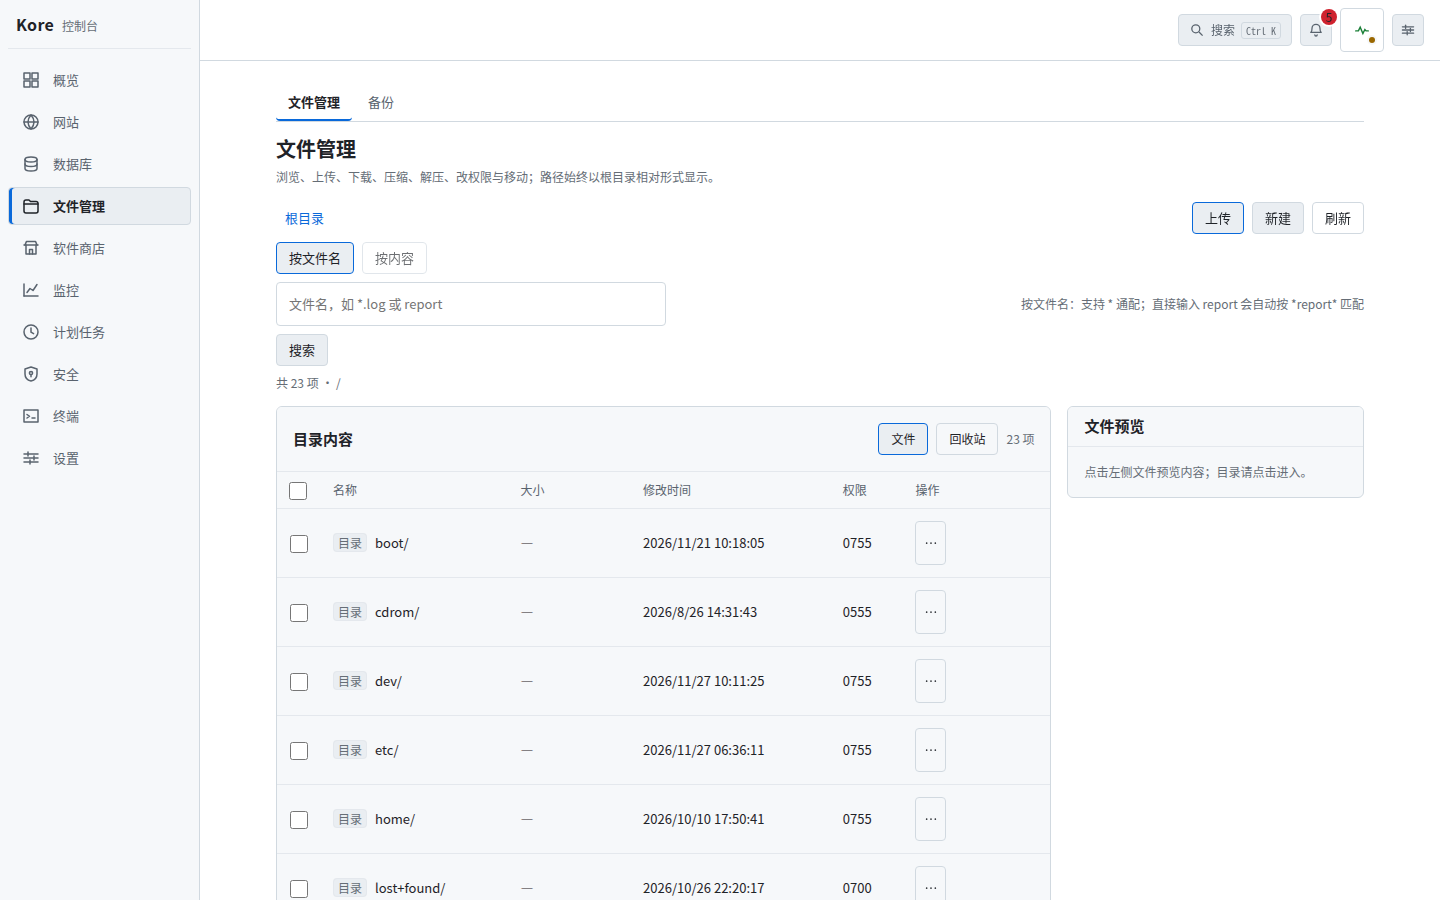 Kore 控制台
概览
网站
数据库
文件管理
软件商店
监控
计划任务
安全
终端
设置
搜索 Ctrl K
5
文件管理 备份
文件管理
浏览、上传、下载、压缩、解压、改权限与移动；路径始终以根目录相对形式显示。
根目录
上传 新建 刷新
按文件名 按内容
文件名，如 *.log 或 report
按文件名：支持 * 通配；直接输入 report 会自动按 *report* 匹配
搜索
共 23 项 · /
目录内容
文件 回收站 23 项
名称 大小 修改时间 权限 操作
目录 boot/ — 2026/11/21 10:18:05 0755 ···
目录 cdrom/ — 2026/8/26 14:31:43 0555 ···
目录 dev/ — 2026/11/27 10:11:25 0755 ···
目录 etc/ — 2026/11/27 06:36:11 0755 ···
目录 home/ — 2026/10/10 17:50:41 0755 ···
目录 lost+found/ — 2026/10/26 22:20:17 0700 ···
文件预览
点击左侧文件预览内容；目录请点击进入。